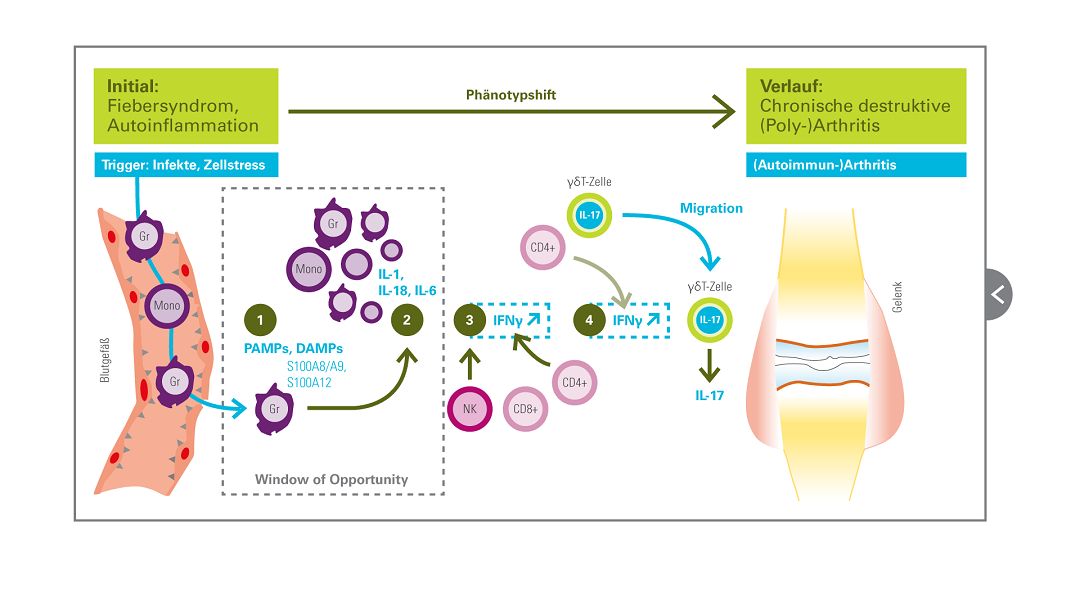 Initial:
Fiebersyndrom,
Autoinflammation
Phänotypshift
Verlauf:
Chronische destruktive
(Poly-)Arthritis
Trigger: Infekte, Zellstress
(Autoimmun-)Arthritis
Blutgefäß
Gr
Mono
Gr
Gr
Mono
IL-1,
IL-18, IL-6
1
2
PAMPs, DAMPs
S100A8/A9,
S100A12
Gr
Window of Opportunity
3
IFNγ
NK
CD8+
CD4+
γδT-Zelle
IL-17
CD4+
Migration
4
IFNγ
γδT-Zelle
IL-17
IL-17
Gelenk